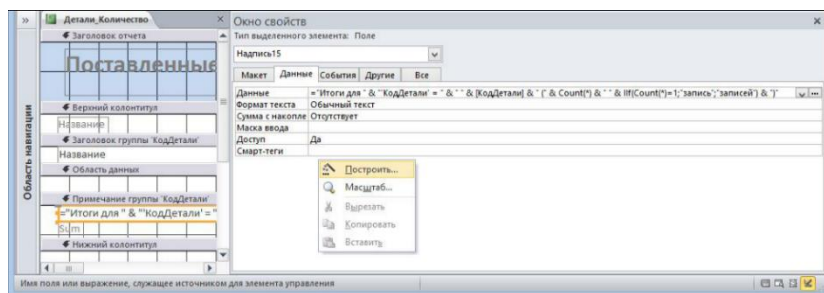 » Детали_Количество ×
Окно свойств ×
Заголовок отчета
Тип выделенного элемента: Поле
Поставленные
Надпись15
Макет Данные События Другие Все
Данные ="Итоги для " & "'КодДетали' = " & " " & [КодДетали] & " (" & Count(*) & " " & IIf(Count(*)=1;"запись";"записей") & ")"
Формат текста Обычный текст
Сумма с накопле Отсутствует
Маска ввода
Доступ Да
Смарт-теги
Верхний колонтитул
Название
Заголовок группы 'КодДетали'
Название
Область данных
Примечание группы 'КодДетали'
="Итоги для " & "'КодДетали' = "
Sum
Нижний колонтитул
Область навигации
Построить...
Масштаб...
Вырезать
Копировать
Вставить
Имя поля или выражение, служащее источником для элемента управления